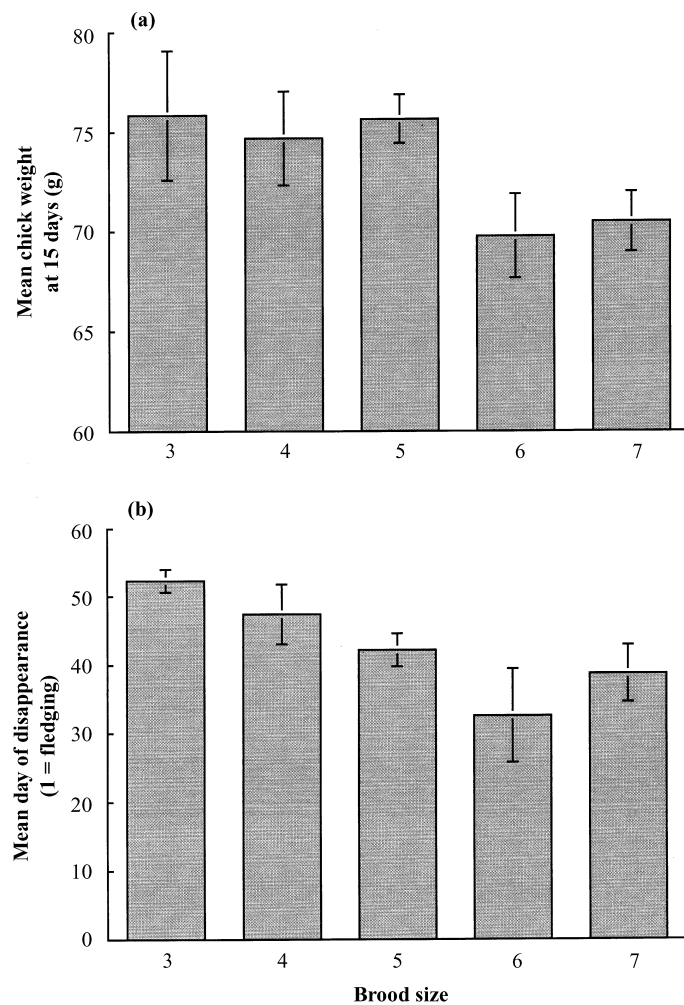 (a)
80
75
70
65
60
Mean chick weight
at 15 days (g)
3 4 5 6 7
(b)
60
50
40
30
20
10
0
Mean day of disappearance
(1 = fledging)
3 4 5 6 7
Brood size